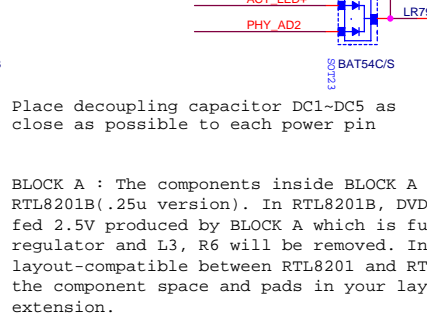 PHY_AD2
LR79
BAT54C/S
SOT23
Place decoupling capacitor DC1~DC5 as
close as possible to each power pin
BLOCK A : The components inside BLOCK A
RTL8201B(.25u version). In RTL8201B, DVD
fed 2.5V produced by BLOCK A which is fu
regulator and L3, R6 will be removed. In
layout-compatible between RTL8201 and RT
the component space and pads in your lay
extension.